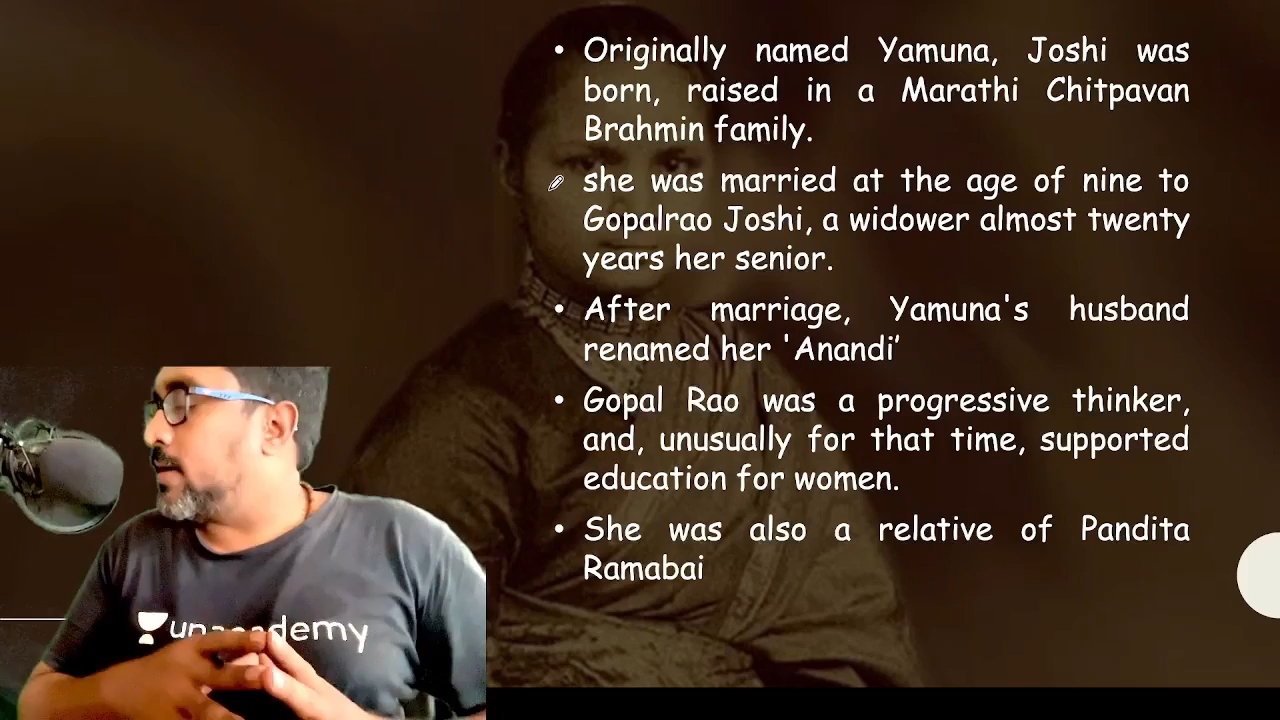 Originally named Yamuna, Joshi was
born, raised in a Marathi Chitpavan
Brahmin family.
she was married at the age of nine to
Gopalrao Joshi, a widower almost twenty
years her senior.
After marriage, Yamuna's husband
renamed her 'Anandi’
Gopal Rao was a progressive thinker,
and, unusually for that time, supported
education for women.
She was also a relative of Pandita
Ramabai